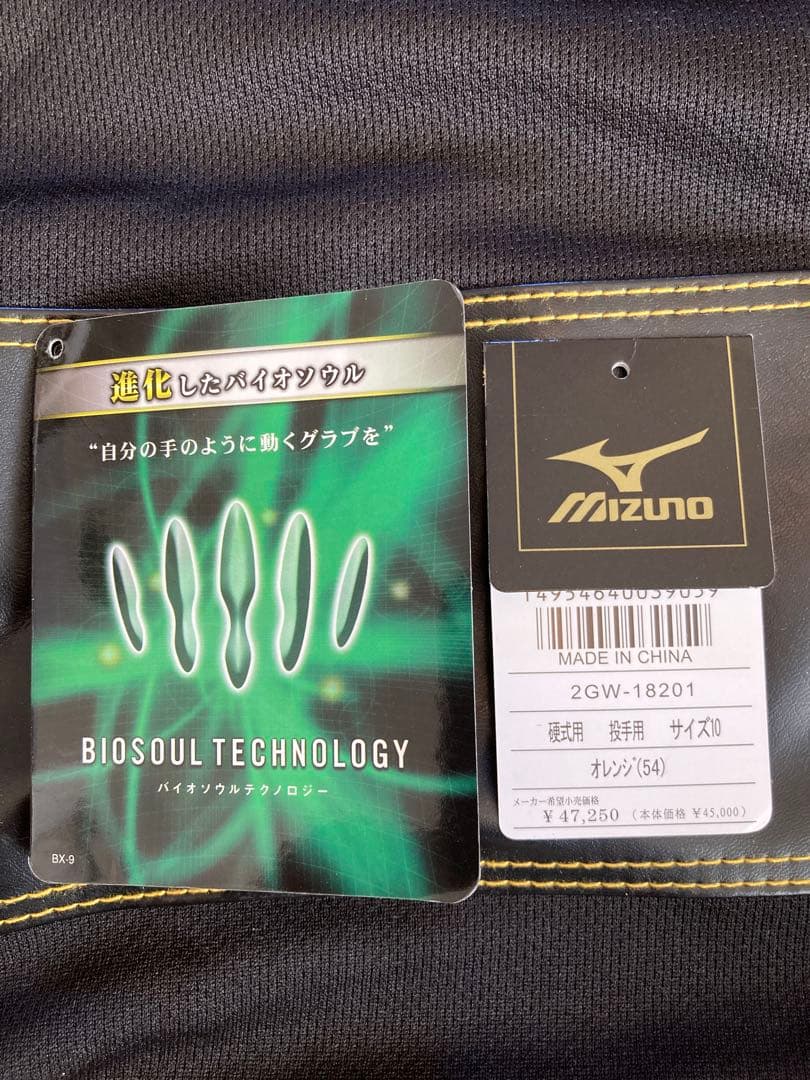 進化したバイオソウル
“自分の手のように動くグラブを”
BIOSOUL TECHNOLOGY
バイオソウルテクノロジー
BX-9
MIZUNO
MADE IN CHINA
2GW-18201
硬式用 投手用 サイズ10
オレンジ(54)
メーカー希望小売価格
¥ 47,250 (本体価格 ¥45,000)